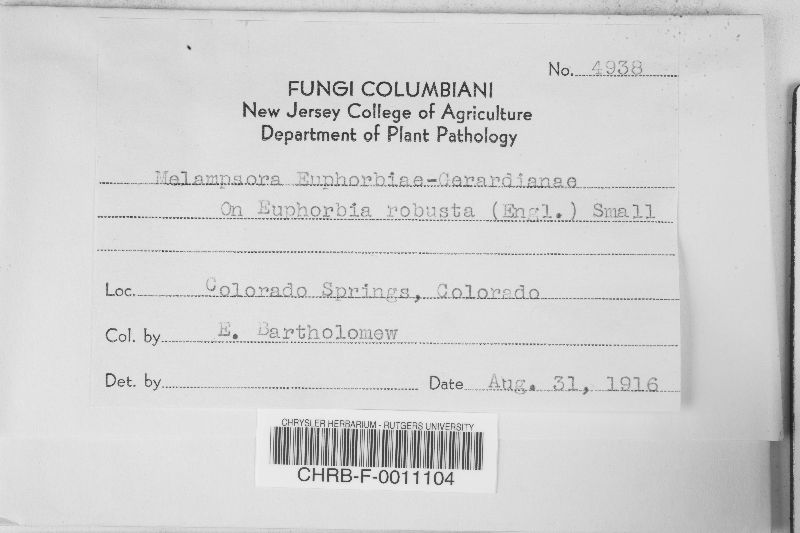 No. 4938
FUNGI COLUMBIANI
New Jersey College of Agriculture
Department of Plant Pathology
Melampsora Euphorbiae-Gerardianae
On Euphorbia robusta (Engl.) Small
Loc. Colorado Springs, Colorado
Col. by E. Bartholomew
Det. by Date Aug. 31, 1916
CHRYSLER HERBARIUM - RUTGERS UNIVERSITY
CHRB-F-0011104